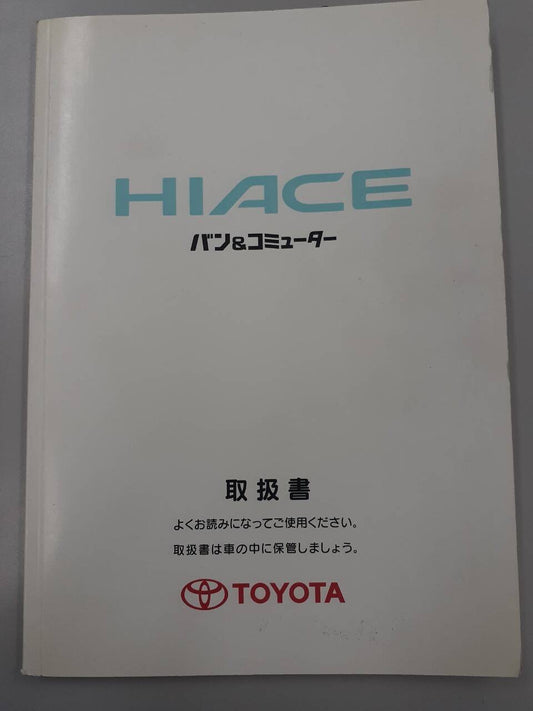 HIACE
バン&コミューター
取扱書
よくお読みになってご使用ください。
取扱書は車の中に保管しましょう。
TOYOTA